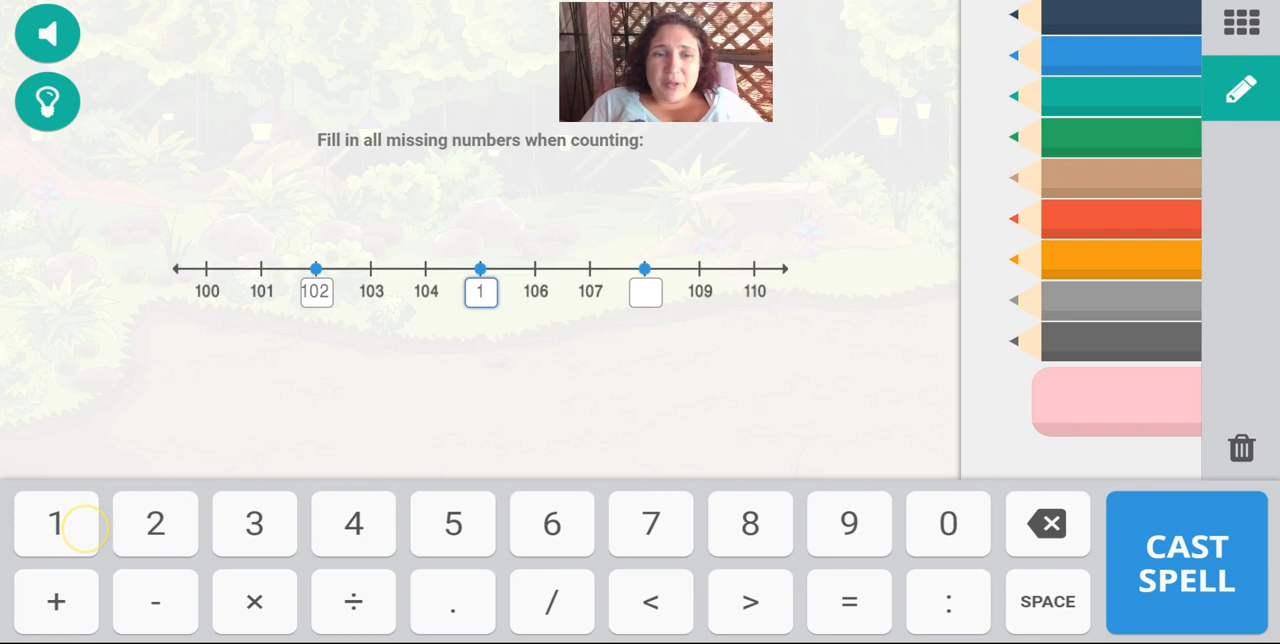 Fill in all missing numbers when counting:
100 101 102 103 104 1 106 107 109 110
1 2 3 4 5 6 7 8 9 0
+ - × ÷ . / < > = : SPACE
CAST
SPELL